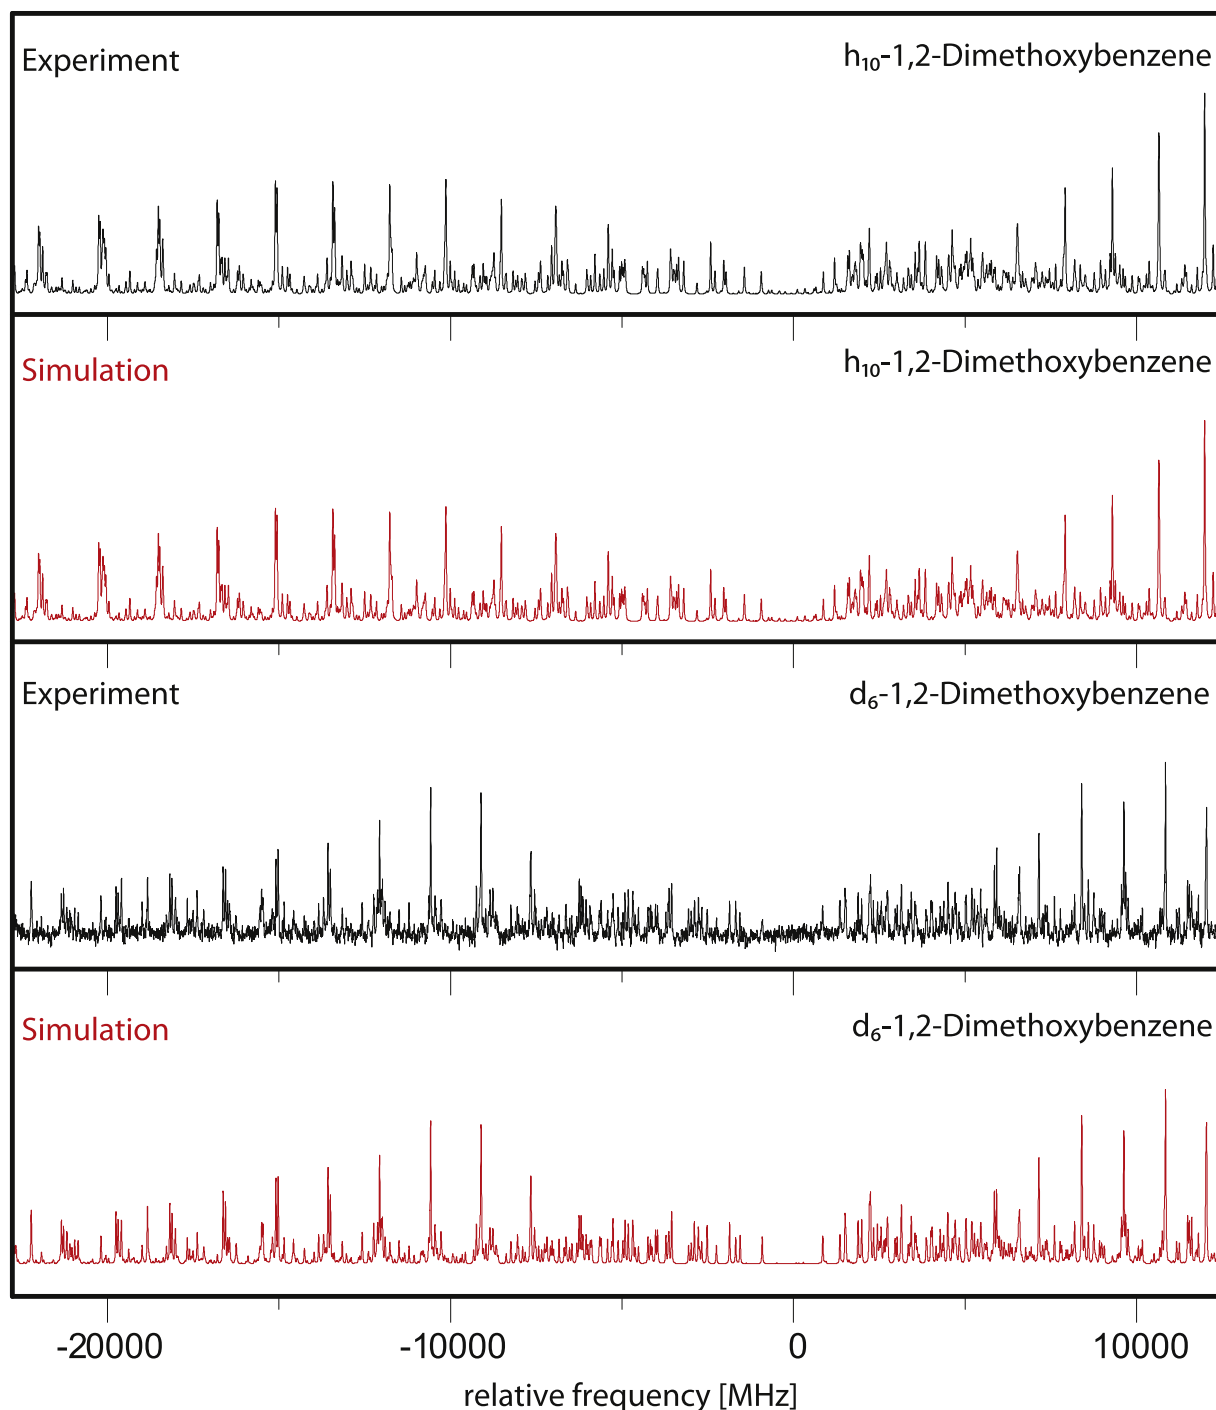 Experiment
h₁₀-1,2-Dimethoxybenzene
Simulation
h₁₀-1,2-Dimethoxybenzene
Experiment
d₆-1,2-Dimethoxybenzene
Simulation
d₆-1,2-Dimethoxybenzene
-20000 -10000 0 10000
relative frequency [MHz]